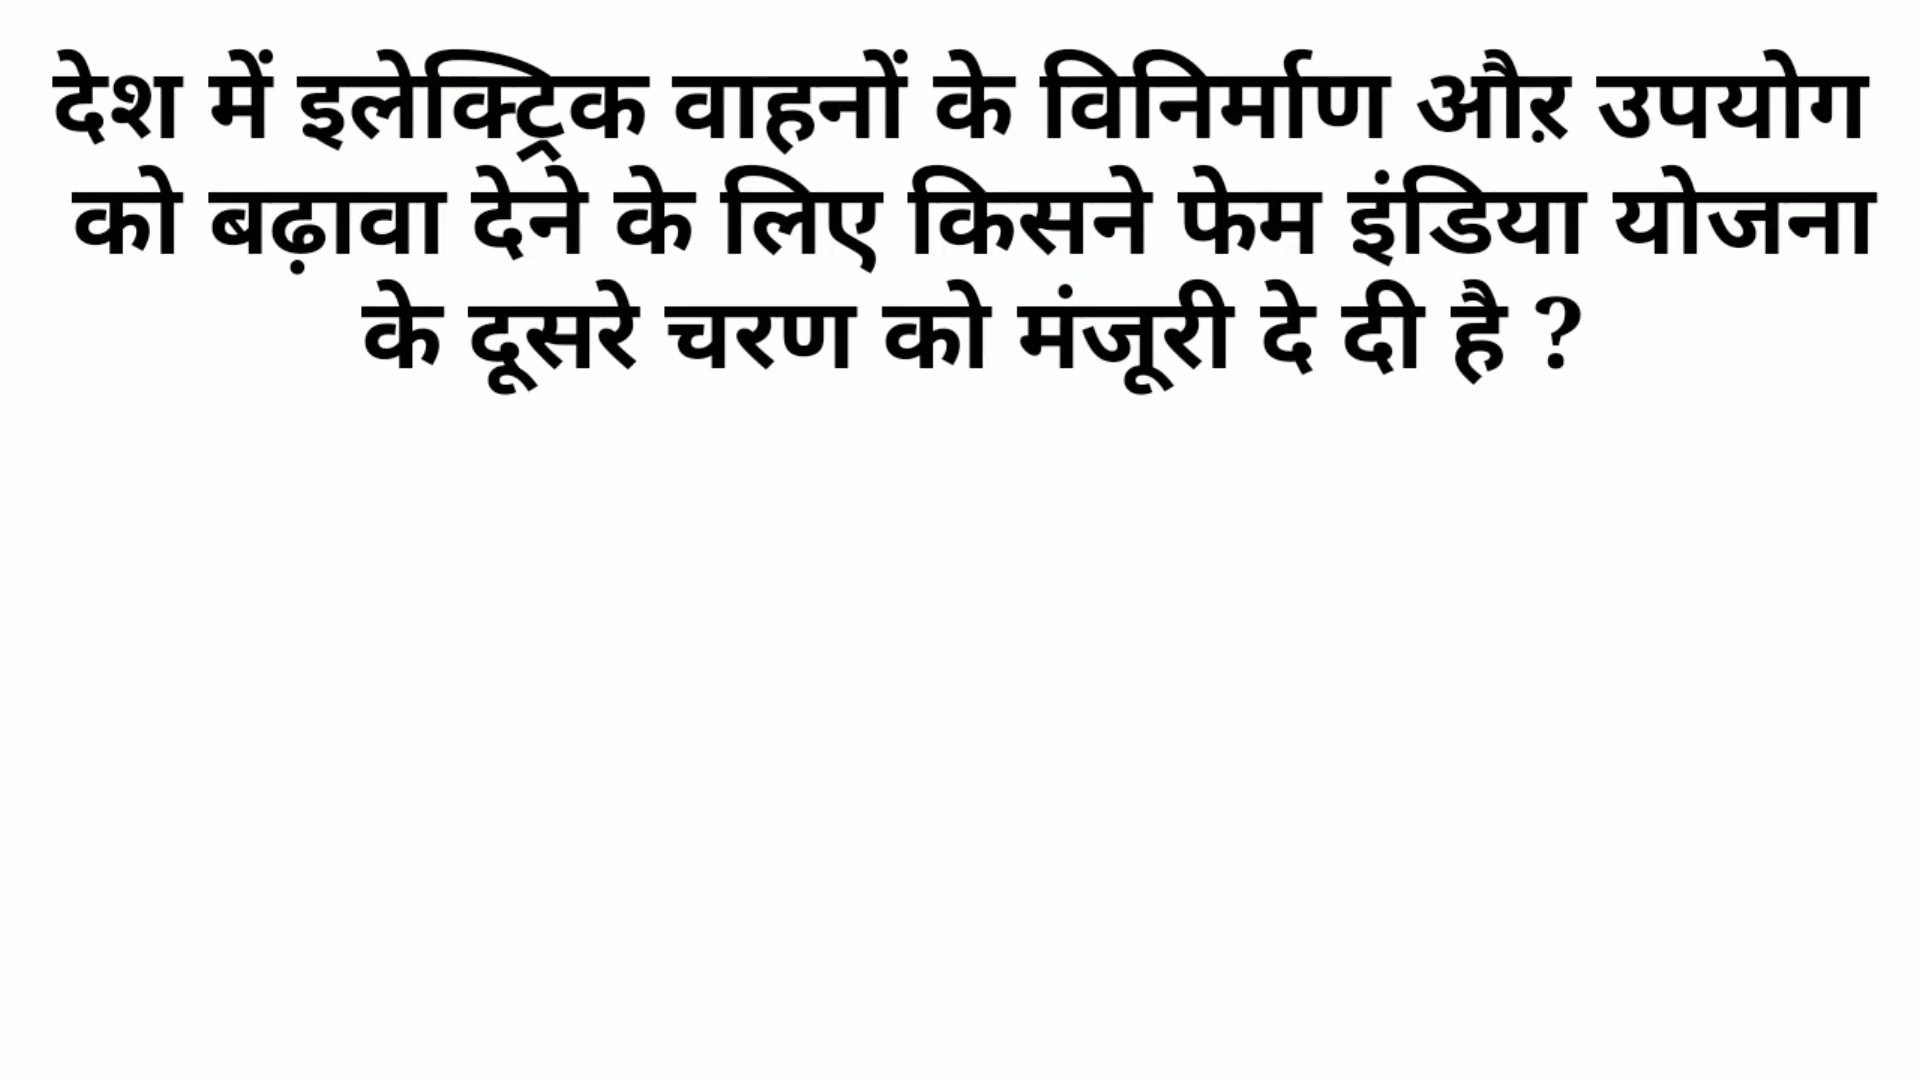 देश में इलेक्ट्रिक वाहनों के विनिर्माण औऱ उपयोग
को बढ़ावा देने के लिए किसने फेम इंडिया योजना
के दूसरे चरण को मंजूरी दे दी है ?